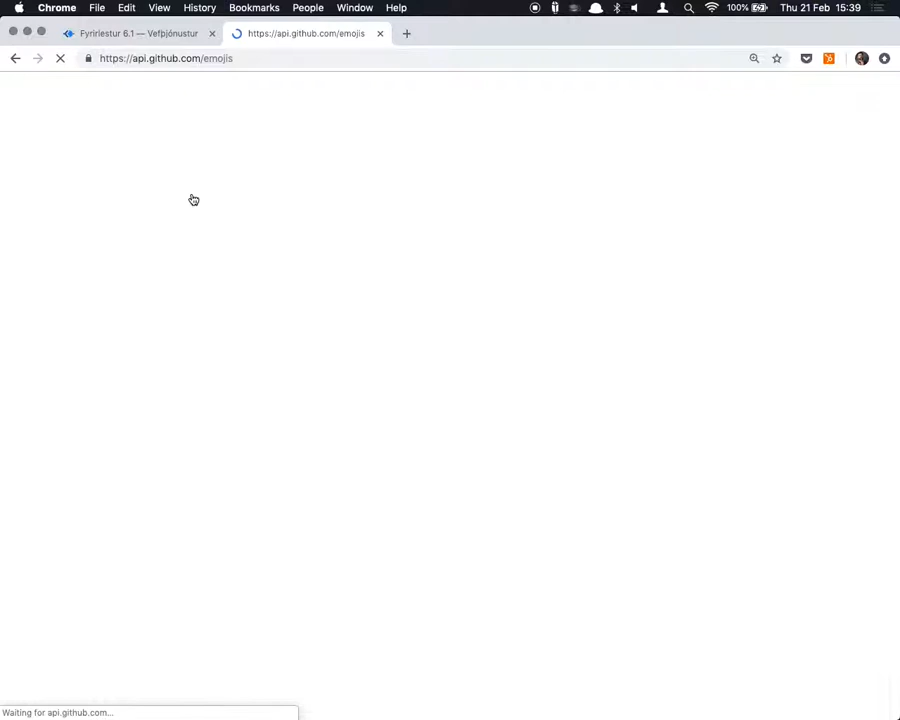 Chrome File Edit View History Bookmarks People Window Help 100% Thu 21 Feb 15:39
Fyrirlestur 6.1 — Vefþjónustur https://api.github.com/emojis
https://api.github.com/emojis
Waiting for api.github.com...